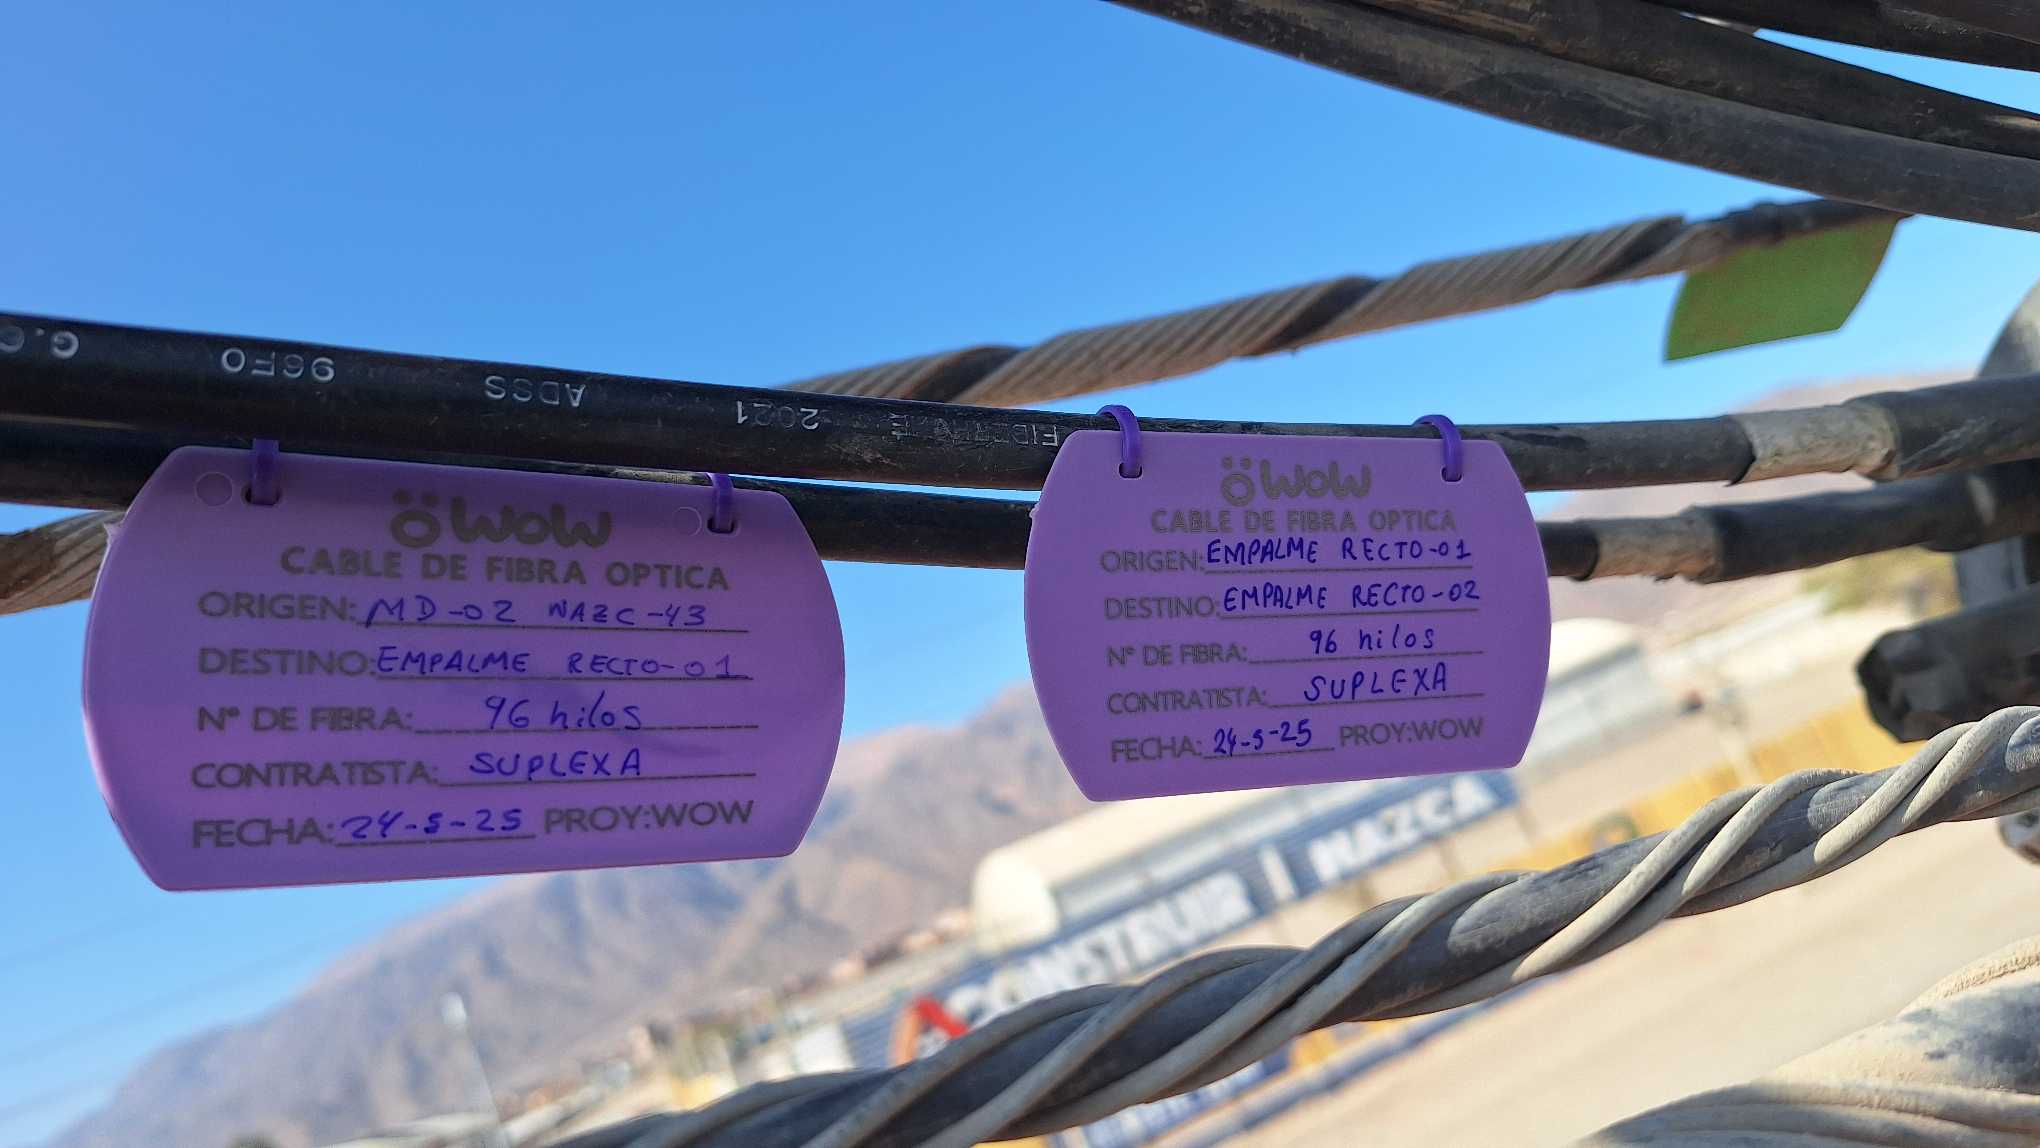 96FO
ADSS
2021
WOW
CABLE DE FIBRA OPTICA
ORIGEN: MD-02 NAZC-43
DESTINO: EMPALME RECTO-01
N° DE FIBRA: 96 hilos
CONTRATISTA: SUPLEXA
FECHA: 24-5-25 PROY:WOW
WOW
CABLE DE FIBRA OPTICA
ORIGEN: EMPALME RECTO-01
DESTINO: EMPALME RECTO-02
N° DE FIBRA: 96 hilos
CONTRATISTA: SUPLEXA
FECHA: 24-5-25 PROY:WOW
CONSTRUIR
NAZCA